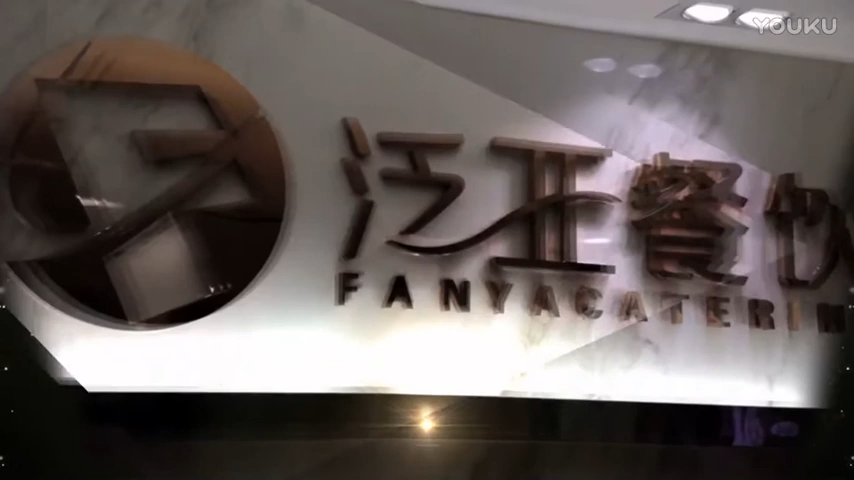 YOUKU
泛亚餐饮
FANYACATERIN